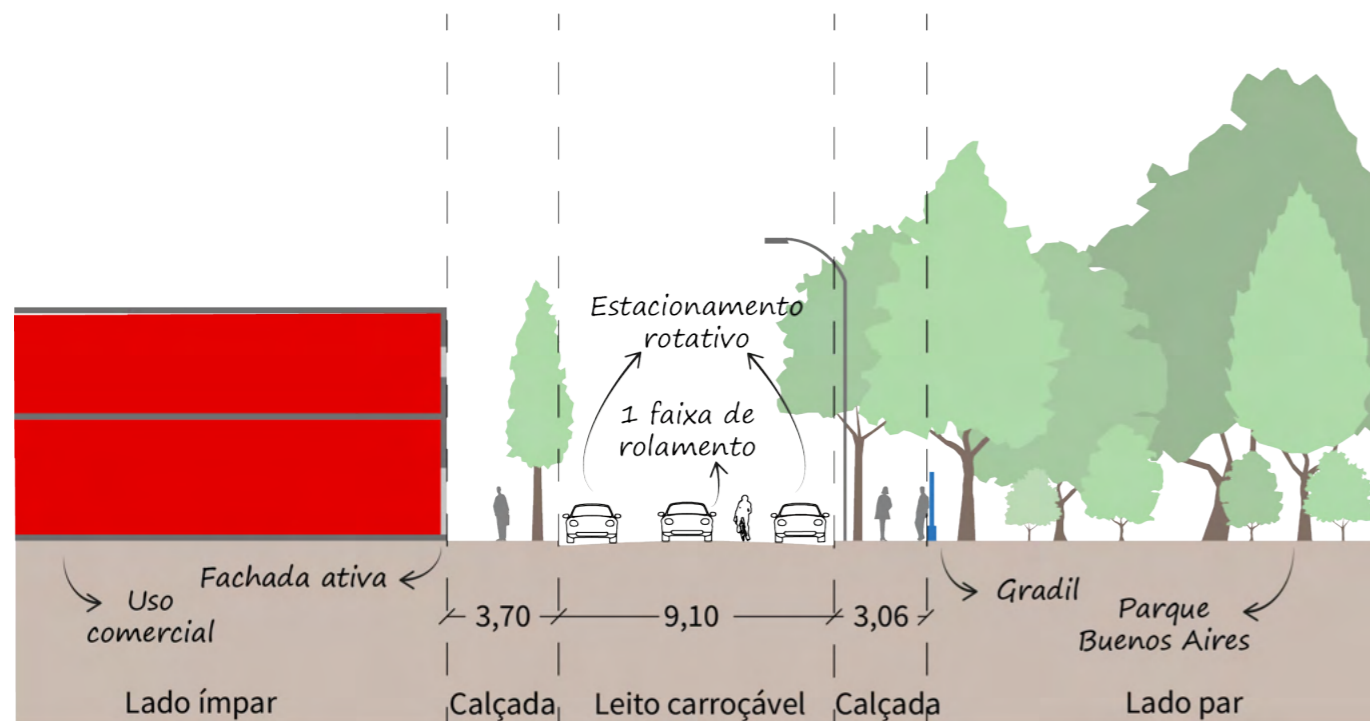 Estacionamento
rotativo
1 faixa de
rolamento
Fachada ativa
Uso
comercial
3,70
9,10
3,06
Gradil
Parque
Buenos Aires
Lado ímpar
Calçada
Leito carroçável
Calçada
Lado par